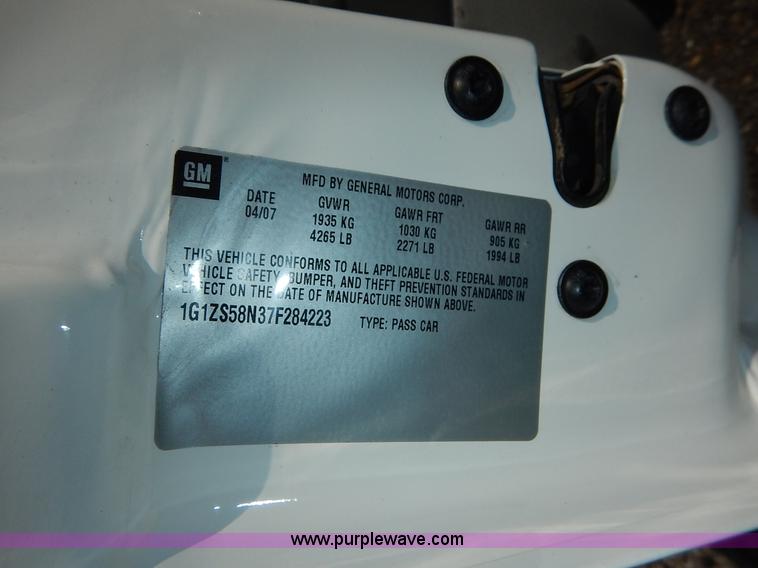 GM
MFD BY GENERAL MOTORS CORP.
DATE GVWR GAWR FRT GAWR RR
04/07 1935 KG 1030 KG 905 KG
4265 LB 2271 LB 1994 LB
THIS VEHICLE CONFORMS TO ALL APPLICABLE U.S. FEDERAL MOTOR
VEHICLE SAFETY, BUMPER, AND THEFT PREVENTION STANDARDS IN
EFFECT ON THE DATE OF MANUFACTURE SHOWN ABOVE.
1G1ZS58N37F284223 TYPE: PASS CAR
www.purplewave.com